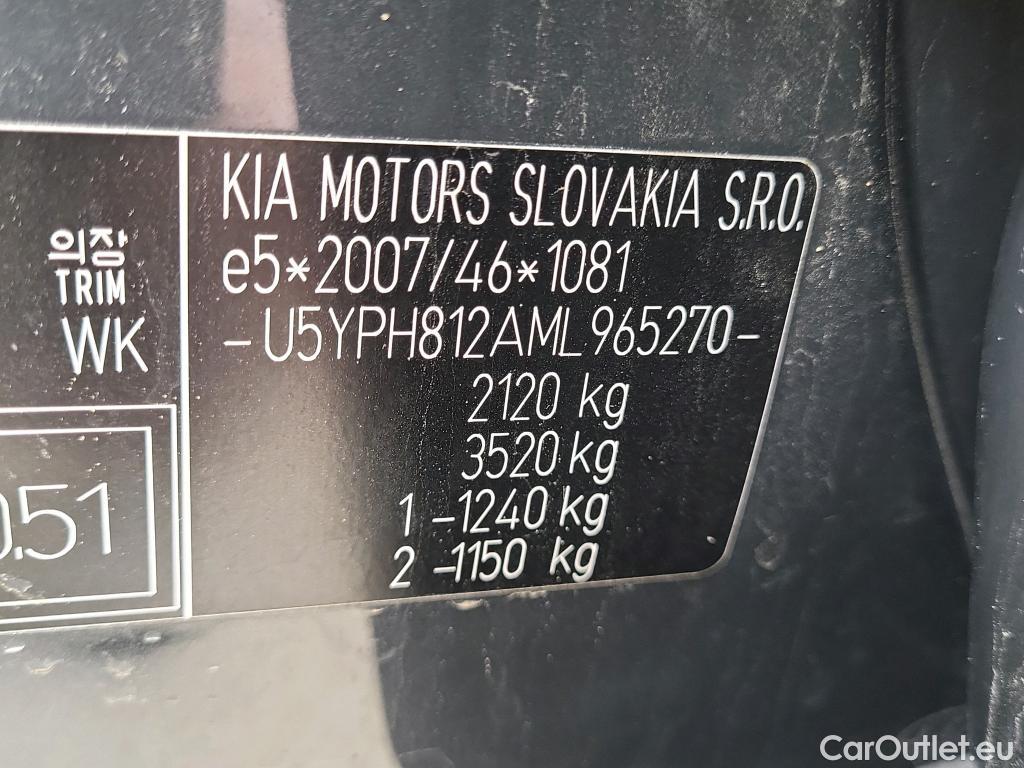 KIA MOTORS SLOVAKIA S.R.O.
e5*2007/46*1081
-U5YPH812AML965270-
2120 kg
3520 kg
1 -1240 kg
2 -1150 kg
의장
TRIM
WK
0.51
CarOutlet.eu